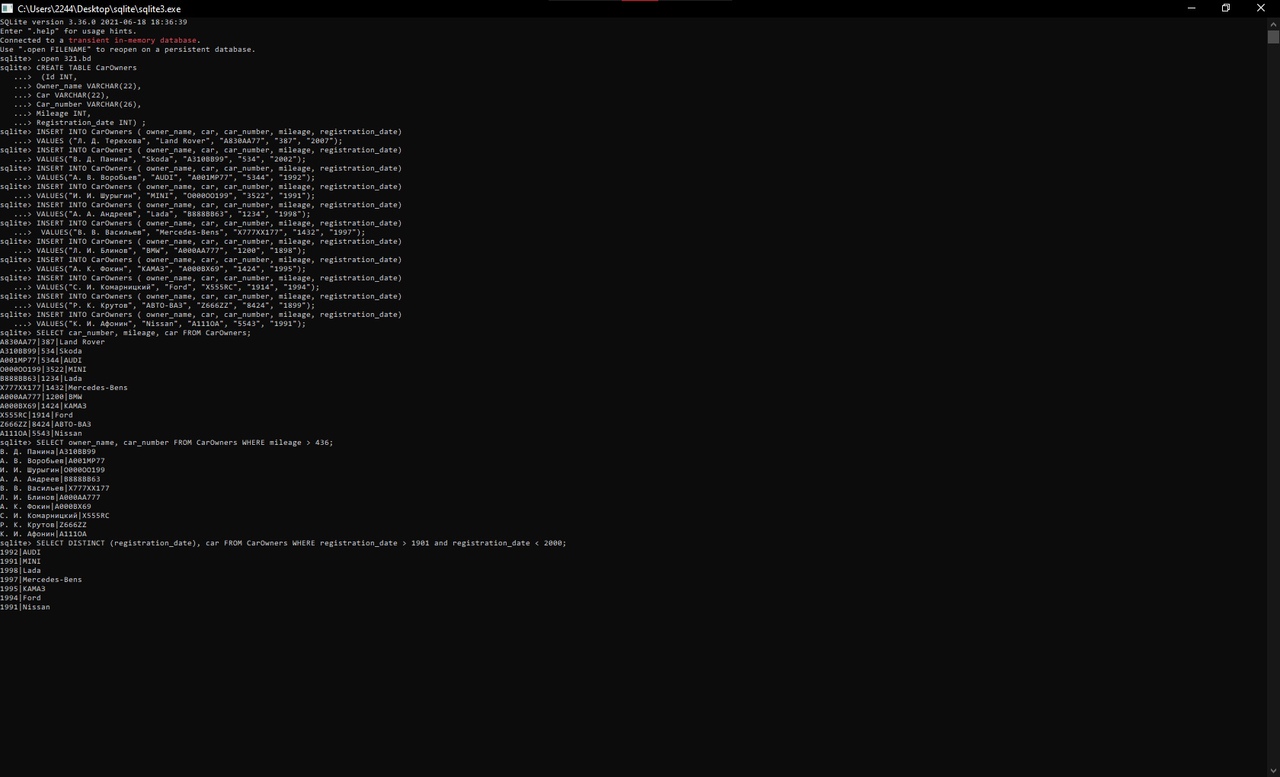 C:\Users\2244\Desktop\sqlite\sqlite3.exe
SQLite version 3.36.0 2021-06-18 18:36:39
Enter ".help" for usage hints.
Connected to a transient in-memory database.
Use ".open FILENAME" to reopen on a persistent database.
sqlite> .open 321.bd
sqlite> CREATE TABLE CarOwners
   ...>  (Id INT,
   ...> Owner_name VARCHAR(22),
   ...> Car VARCHAR(22),
   ...> Car_number VARCHAR(26),
   ...> Mileage INT,
   ...> Registration_date INT) ;
sqlite> INSERT INTO CarOwners ( owner_name, car, car_number, mileage, registration_date)
   ...> VALUES ("Л. Д. Терехова", "Land Rover", "A830AA77", "387", "2007");
sqlite> INSERT INTO CarOwners ( owner_name, car, car_number, mileage, registration_date)
   ...> VALUES("В. Д. Панина", "Skoda", "A310BB99", "534", "2002");
sqlite> INSERT INTO CarOwners ( owner_name, car, car_number, mileage, registration_date)
   ...> VALUES("А. В. Воробьев", "AUDI", "A001MP77", "5344", "1992");
sqlite> INSERT INTO CarOwners ( owner_name, car, car_number, mileage, registration_date)
   ...> VALUES("И. И. Шурыгин", "MINI", "O000OO199", "3522", "1991");
sqlite> INSERT INTO CarOwners ( owner_name, car, car_number, mileage, registration_date)
   ...> VALUES("А. А. Андреев", "Lada", "B888BB63", "1234", "1998");
sqlite> INSERT INTO CarOwners ( owner_name, car, car_number, mileage, registration_date)
   ...>  VALUES("В. В. Васильев", "Mercedes-Bens", "X777XX177", "1432", "1997");
sqlite> INSERT INTO CarOwners ( owner_name, car, car_number, mileage, registration_date)
   ...> VALUES("Л. И. Блинов", "BMW", "A000AA777", "1200", "1898");
sqlite> INSERT INTO CarOwners ( owner_name, car, car_number, mileage, registration_date)
   ...> VALUES("А. К. Фокин", "КАМАЗ", "A000BX69", "1424", "1995");
sqlite> INSERT INTO CarOwners ( owner_name, car, car_number, mileage, registration_date)
   ...> VALUES("С. И. Комарницкий", "Ford", "X555RC", "1914", "1994");
sqlite> INSERT INTO CarOwners ( owner_name, car, car_number, mileage, registration_date)
   ...> VALUES("Р. К. Крутов", "АВТО-ВАЗ", "Z666ZZ", "8424", "1899");
sqlite> INSERT INTO CarOwners ( owner_name, car, car_number, mileage, registration_date)
   ...> VALUES("К. И. Афонин", "Nissan", "A111OA", "5543", "1991");
sqlite> SELECT car_number, mileage, car FROM CarOwners;
A830AA77|387|Land Rover
A310BB99|534|Skoda
A001MP77|5344|AUDI
O000OO199|3522|MINI
B888BB63|1234|Lada
X777XX177|1432|Mercedes-Bens
A000AA777|1200|BMW
A000BX69|1424|КАМАЗ
X555RC|1914|Ford
Z666ZZ|8424|АВТО-ВАЗ
A111OA|5543|Nissan
sqlite> SELECT owner_name, car_number FROM CarOwners WHERE mileage > 436;
В. Д. Панина|A310BB99
А. В. Воробьев|A001MP77
И. И. Шурыгин|O000OO199
А. А. Андреев|B888BB63
В. В. Васильев|X777XX177
Л. И. Блинов|A000AA777
А. К. Фокин|A000BX69
С. И. Комарницкий|X555RC
Р. К. Крутов|Z666ZZ
К. И. Афонин|A111OA
sqlite> SELECT DISTINCT (registration_date), car FROM CarOwners WHERE registration_date > 1901 and registration_date < 2000;
1992|AUDI
1991|MINI
1998|Lada
1997|Mercedes-Bens
1995|КАМАЗ
1994|Ford
1991|Nissan